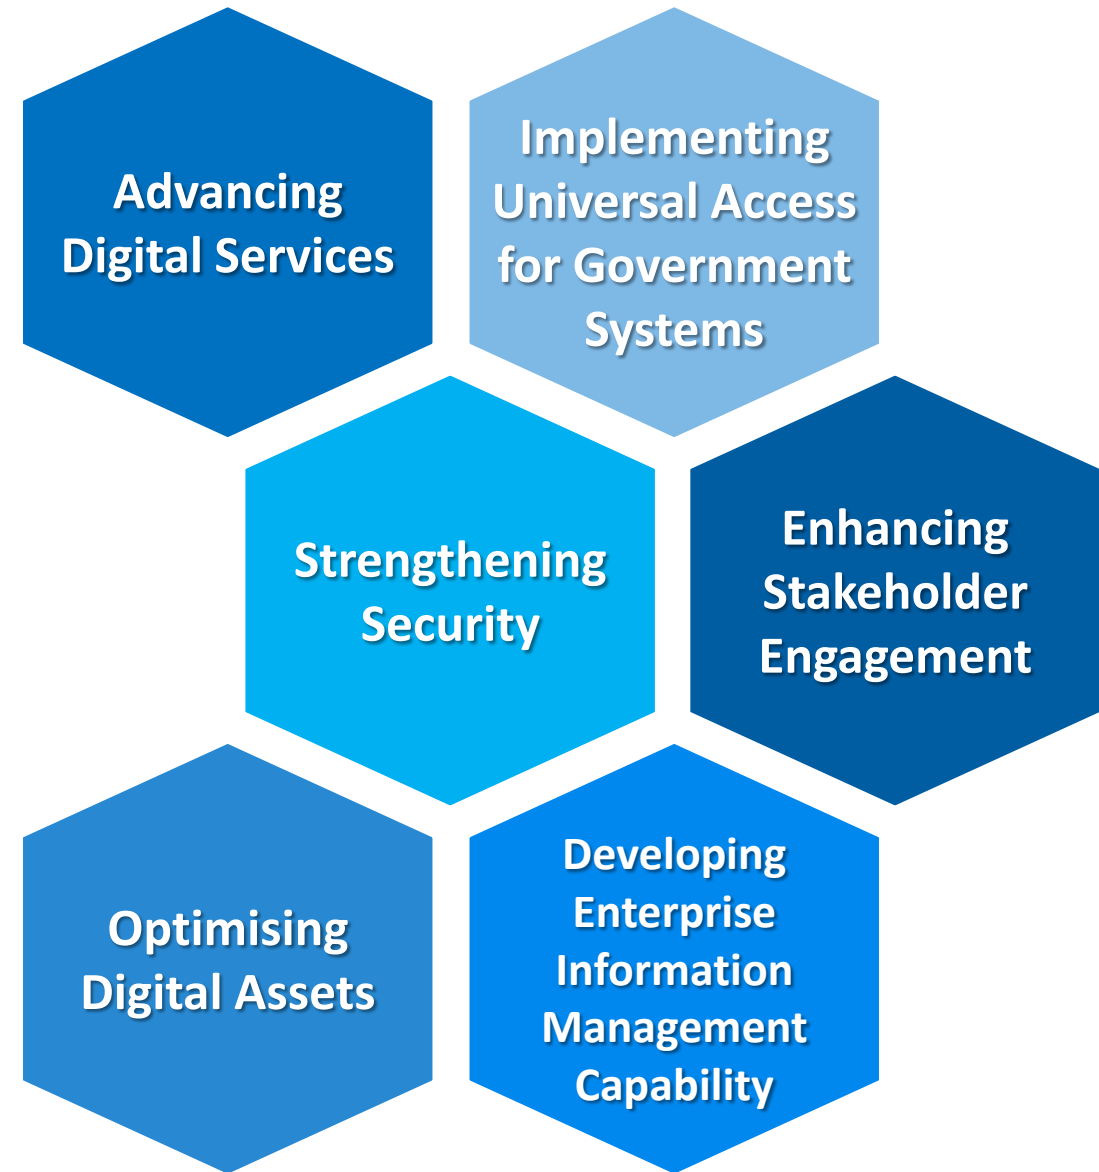 Advancing
Digital Services
Implementing
Universal Access
for Government
Systems
Strengthening
Security
Enhancing
Stakeholder
Engagement
Optimising
Digital Assets
Developing
Enterprise
Information
Management
Capability